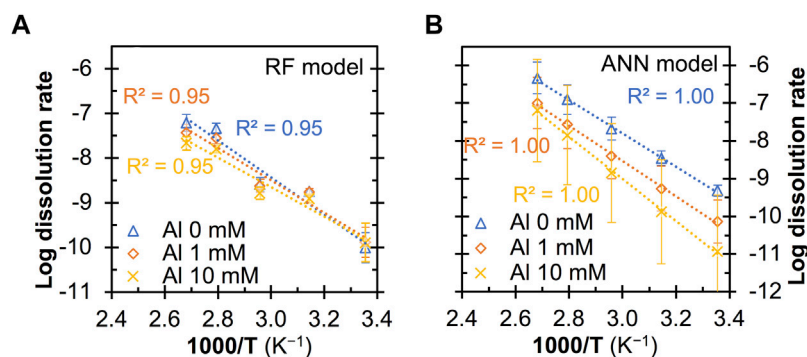 A
RF model
-5
-6
-7
-8
-9
-10
-11
Log dissolution rate
R² = 0.95
R² = 0.95
R² = 0.95
Al 0 mM
Al 1 mM
Al 10 mM
2.4 2.6 2.8 3.0 3.2 3.4
1000/T (K⁻¹)
B
ANN model
-5
-6
-7
-8
-9
-10
-11
-12
Log dissolution rate
R² = 1.00
R² = 1.00
R² = 1.00
Al 0 mM
Al 1 mM
Al 10 mM
2.4 2.6 2.8 3.0 3.2 3.4
1000/T (K⁻¹)